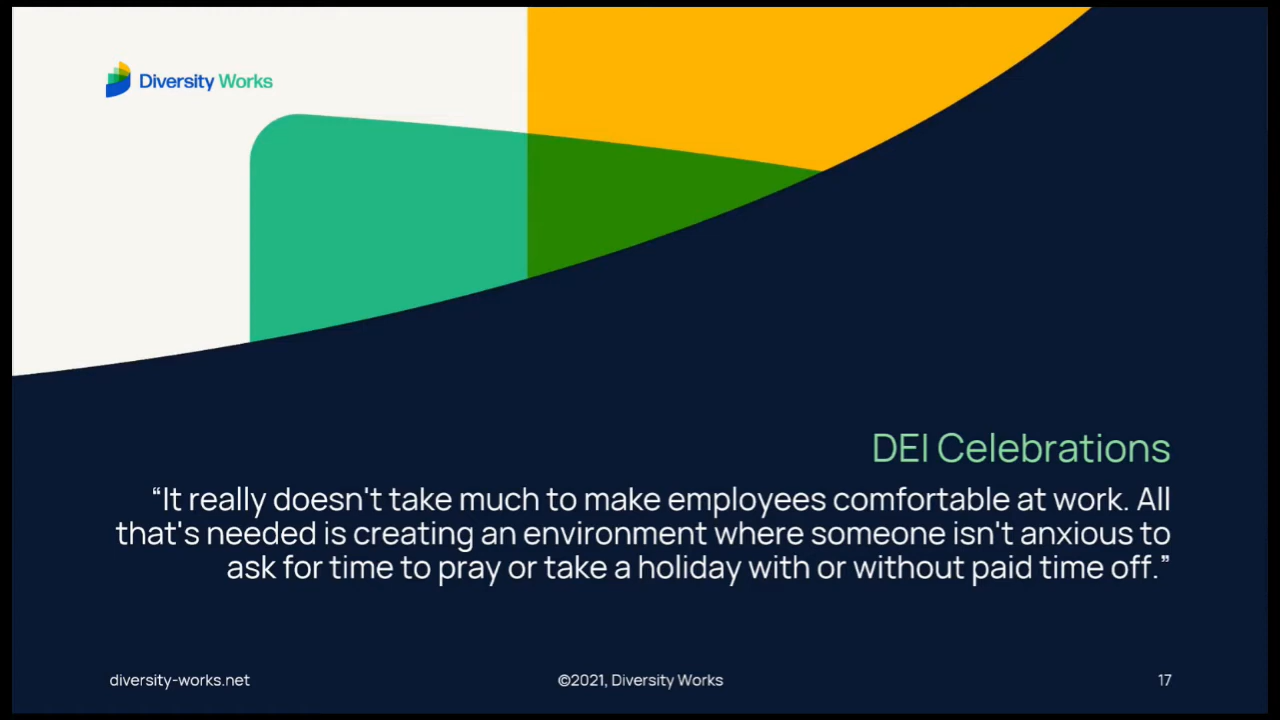 Diversity Works
DEI Celebrations
“It really doesn't take much to make employees comfortable at work. All
that's needed is creating an environment where someone isn't anxious to
ask for time to pray or take a holiday with or without paid time off.”
diversity-works.net
©2021, Diversity Works
17